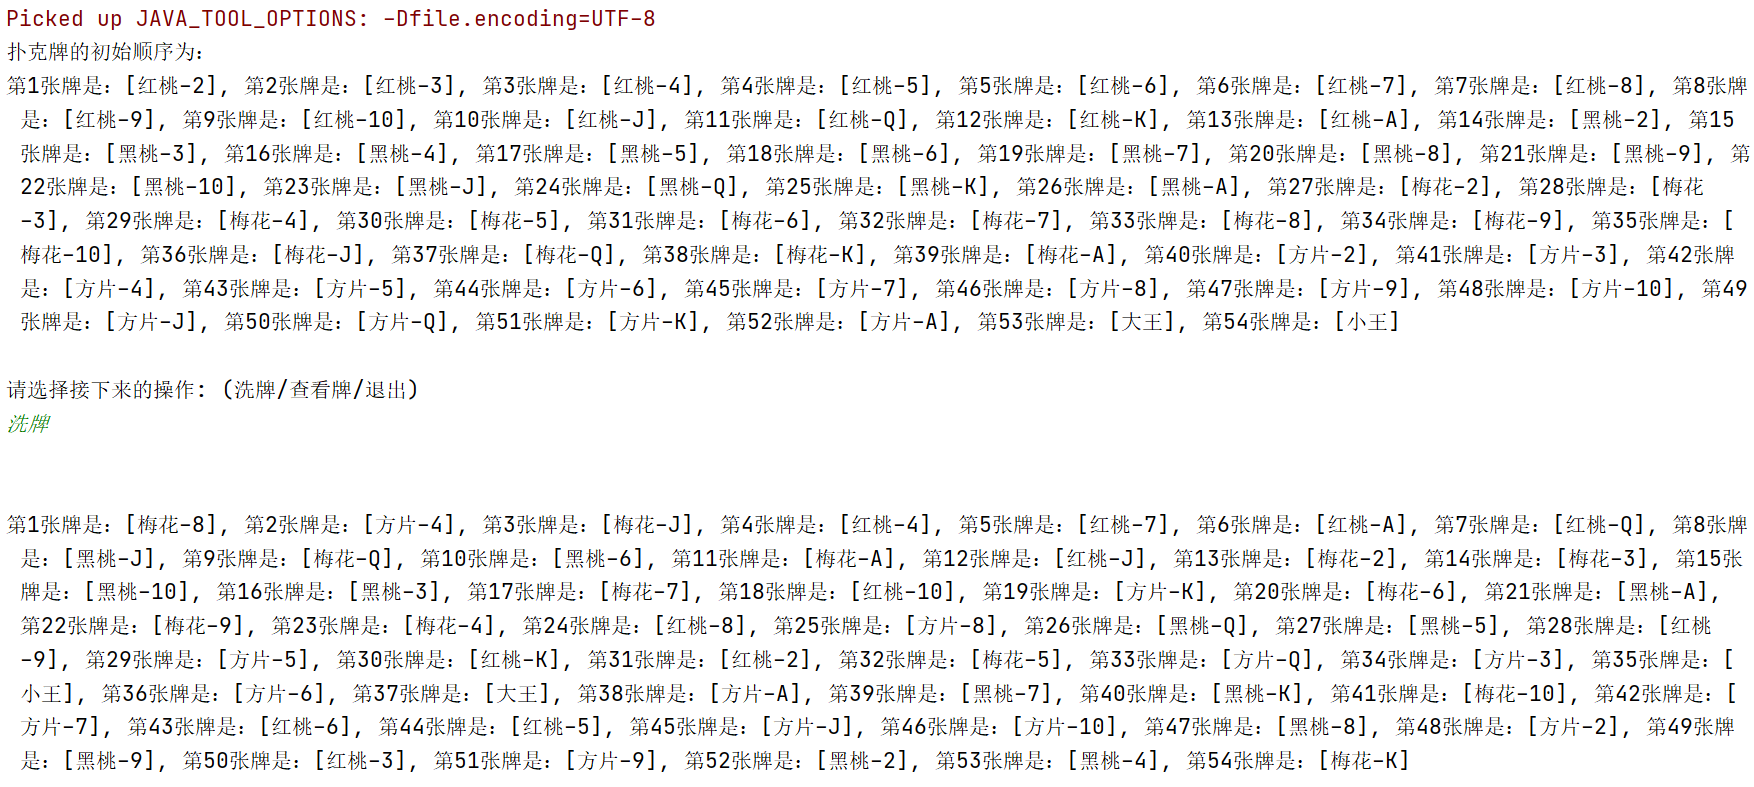 Picked up JAVA_TOOL_OPTIONS: -Dfile.encoding=UTF-8
扑克牌的初始顺序为:
第1张牌是: [红桃-2], 第2张牌是: [红桃-3], 第3张牌是: [红桃-4], 第4张牌是: [红桃-5], 第5张牌是: [红桃-6], 第6张牌是: [红桃-7], 第7张牌是: [红桃-8], 第8张牌
是: [红桃-9], 第9张牌是: [红桃-10], 第10张牌是: [红桃-J], 第11张牌是: [红桃-Q], 第12张牌是: [红桃-K], 第13张牌是: [红桃-A], 第14张牌是: [黑桃-2], 第15
张牌是: [黑桃-3], 第16张牌是: [黑桃-4], 第17张牌是: [黑桃-5], 第18张牌是: [黑桃-6], 第19张牌是: [黑桃-7], 第20张牌是: [黑桃-8], 第21张牌是: [黑桃-9], 第
22张牌是: [黑桃-10], 第23张牌是: [黑桃-J], 第24张牌是: [黑桃-Q], 第25张牌是: [黑桃-K], 第26张牌是: [黑桃-A], 第27张牌是: [梅花-2], 第28张牌是: [梅花
-3], 第29张牌是: [梅花-4], 第30张牌是: [梅花-5], 第31张牌是: [梅花-6], 第32张牌是: [梅花-7], 第33张牌是: [梅花-8], 第34张牌是: [梅花-9], 第35张牌是: [
梅花-10], 第36张牌是: [梅花-J], 第37张牌是: [梅花-Q], 第38张牌是: [梅花-K], 第39张牌是: [梅花-A], 第40张牌是: [方片-2], 第41张牌是: [方片-3], 第42张牌
是: [方片-4], 第43张牌是: [方片-5], 第44张牌是: [方片-6], 第45张牌是: [方片-7], 第46张牌是: [方片-8], 第47张牌是: [方片-9], 第48张牌是: [方片-10], 第49
张牌是: [方片-J], 第50张牌是: [方片-Q], 第51张牌是: [方片-K], 第52张牌是: [方片-A], 第53张牌是: [大王], 第54张牌是: [小王]
请选择接下来的操作: (洗牌/查看牌/退出)
洗牌
第1张牌是: [梅花-8], 第2张牌是: [方片-4], 第3张牌是: [梅花-J], 第4张牌是: [红桃-4], 第5张牌是: [红桃-7], 第6张牌是: [红桃-A], 第7张牌是: [红桃-Q], 第8张牌
是: [黑桃-J], 第9张牌是: [梅花-Q], 第10张牌是: [黑桃-6], 第11张牌是: [梅花-A], 第12张牌是: [红桃-J], 第13张牌是: [梅花-2], 第14张牌是: [梅花-3], 第15张
牌是: [黑桃-10], 第16张牌是: [黑桃-3], 第17张牌是: [梅花-7], 第18张牌是: [红桃-10], 第19张牌是: [方片-K], 第20张牌是: [梅花-6], 第21张牌是: [黑桃-A],
第22张牌是: [梅花-9], 第23张牌是: [梅花-4], 第24张牌是: [红桃-8], 第25张牌是: [方片-8], 第26张牌是: [黑桃-Q], 第27张牌是: [黑桃-5], 第28张牌是: [红桃
-9], 第29张牌是: [方片-5], 第30张牌是: [红桃-K], 第31张牌是: [红桃-2], 第32张牌是: [梅花-5], 第33张牌是: [方片-Q], 第34张牌是: [方片-3], 第35张牌是: [
小王], 第36张牌是: [方片-6], 第37张牌是: [大王], 第38张牌是: [方片-A], 第39张牌是: [黑桃-7], 第40张牌是: [黑桃-K], 第41张牌是: [梅花-10], 第42张牌是: [
方片-7], 第43张牌是: [红桃-6], 第44张牌是: [红桃-5], 第45张牌是: [方片-J], 第46张牌是: [方片-10], 第47张牌是: [黑桃-8], 第48张牌是: [方片-2], 第49张牌
是: [黑桃-9], 第50张牌是: [红桃-3], 第51张牌是: [方片-9], 第52张牌是: [黑桃-2], 第53张牌是: [黑桃-4], 第54张牌是: [梅花-K]